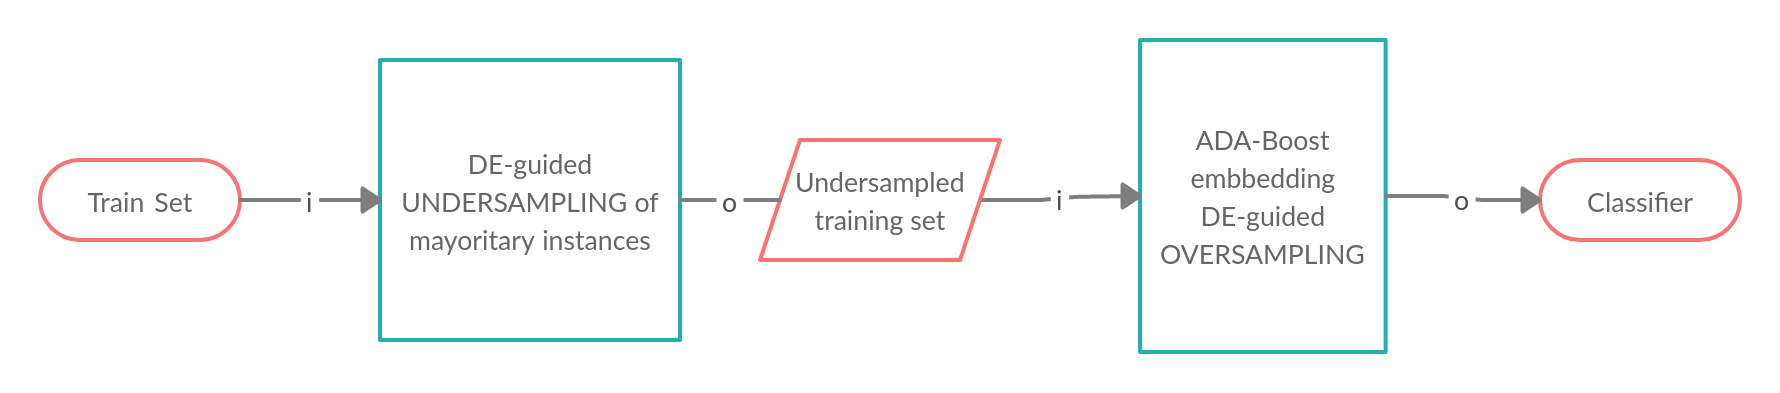 Train Set
i
DE-guided
UNDERSAMPLING of
mayoritary instances
o
Undersampled
training set
i
ADA-Boost
embbedding
DE-guided
OVERSAMPLING
o
Classifier